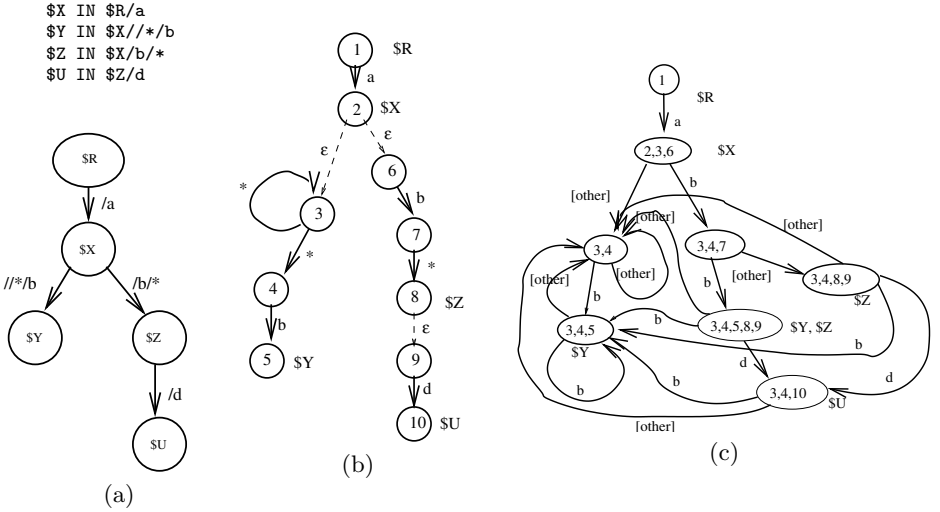 $X IN $R/a
$Y IN $X//*/b
$Z IN $X/b/*
$U IN $Z/d
$R
/a
$X
//*/b
/b/*
$Y
$Z
/d
$U
(a)
1
$R
a
2
$X
ε
ε
6
*
b
3
7
*
*
4
8
$Z
b
ε
5
$Y
9
d
10
$U
(b)
1
$R
a
2,3,6
$X
[other]
b
[other]
[other]
3,4
3,4,7
[other]
[other]
[other]
3,4,8,9
$Z
b
b
3,4,5
$Y
b
3,4,5,8,9
$Y, $Z
b
d
d
b
b
3,4,10
$U
[other]
(c)